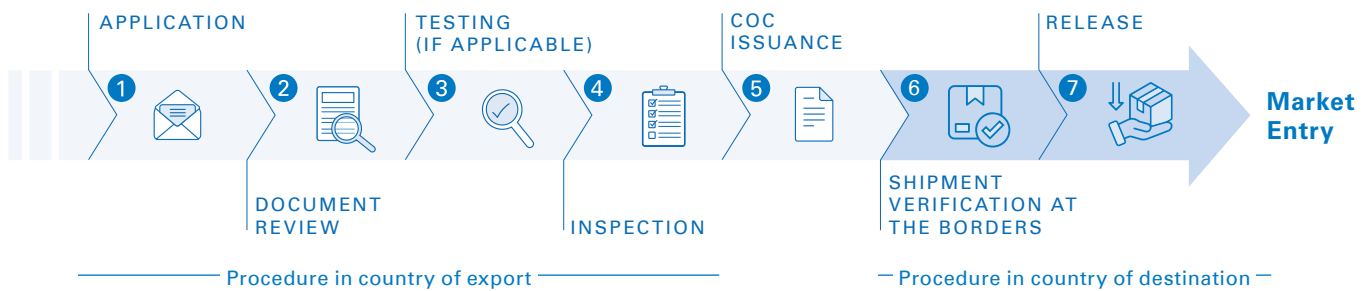 APPLICATION
TESTING
(IF APPLICABLE)
COC
ISSUANCE
RELEASE
1
2
3
4
5
6
7
Market
Entry
DOCUMENT
REVIEW
INSPECTION
SHIPMENT
VERIFICATION AT
THE BORDERS
Procedure in country of export
Procedure in country of destination